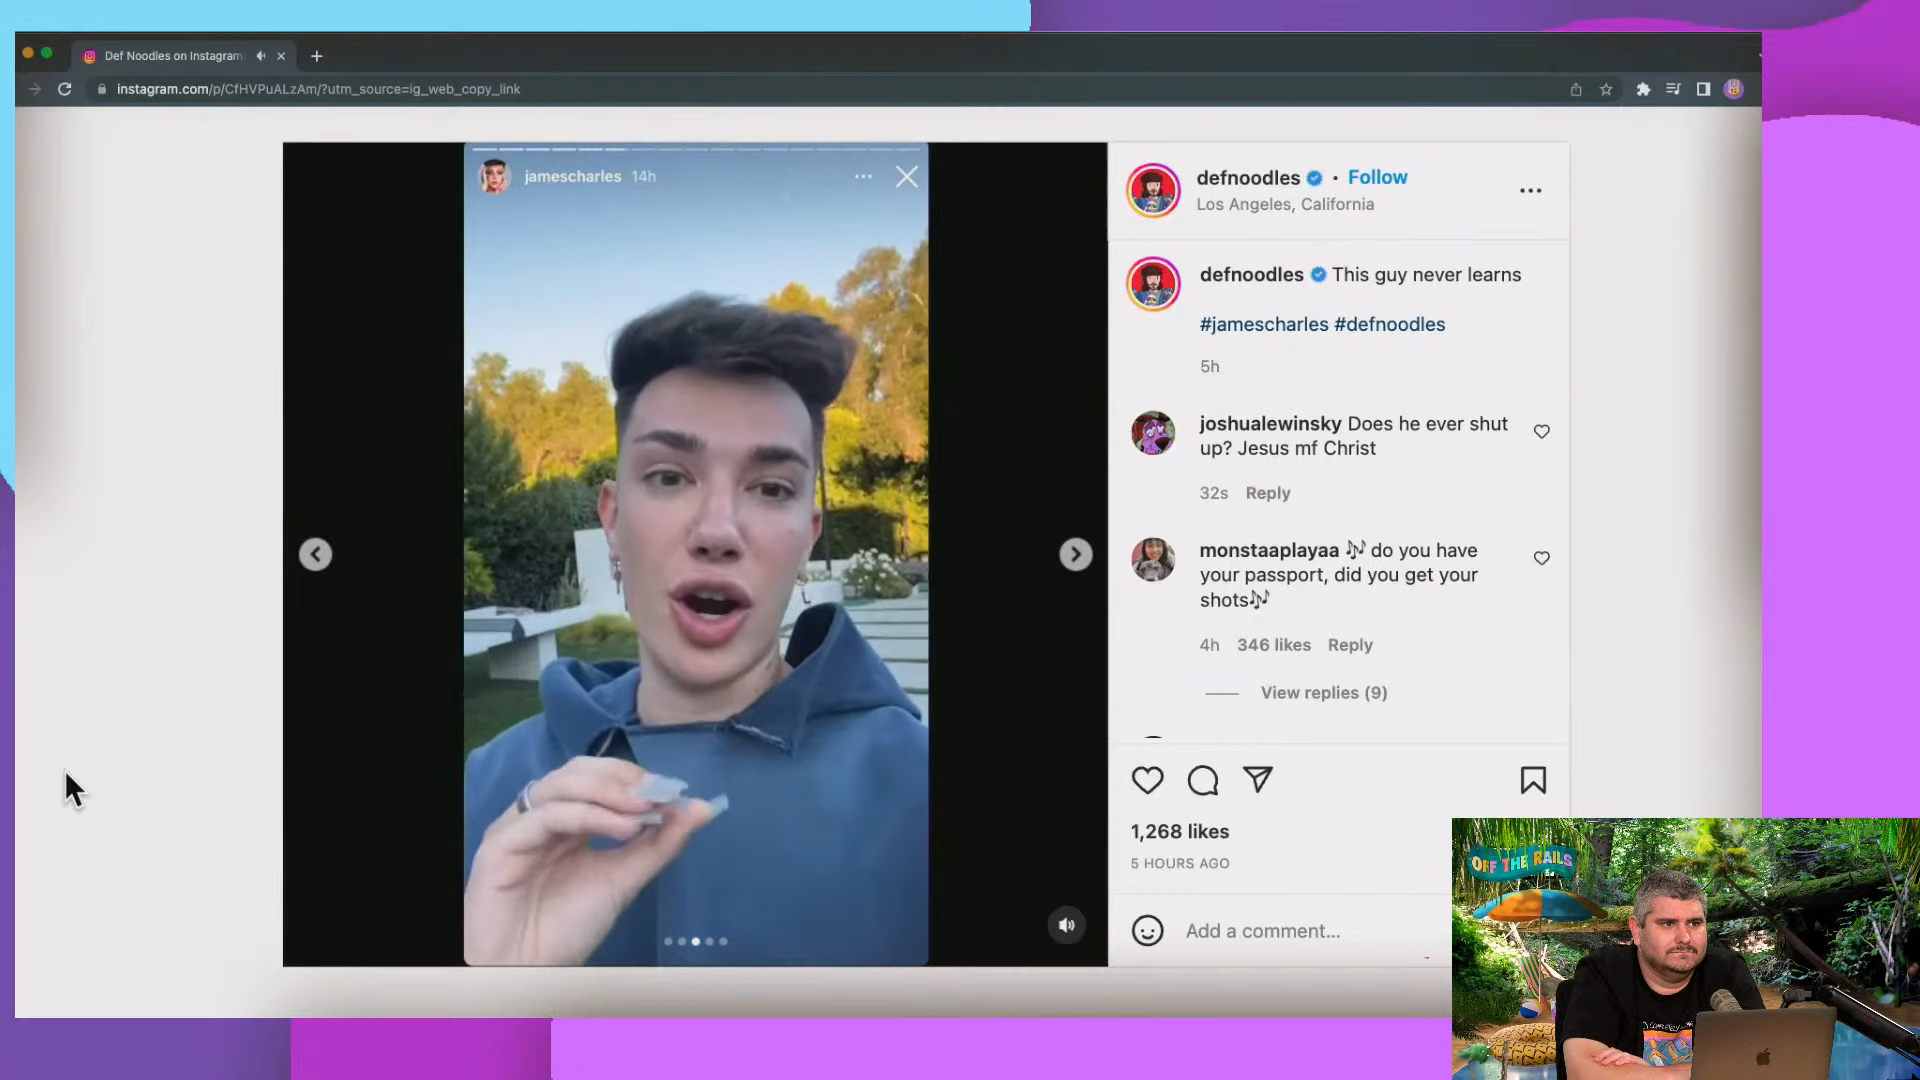 Def Noodles on Instagram
instagram.com/p/CfHVPuALzAm/?utm_source=ig_web_copy_link
jamescharles 14h
defnoodles • Follow
Los Angeles, California
defnoodles This guy never learns
#jamescharles #defnoodles
5h
joshualewinsky Does he ever shut
up? Jesus mf Christ
32s Reply
monstaaplayaa 🎶 do you have
your passport, did you get your
shots🎶
4h 346 likes Reply
View replies (9)
1,268 likes
5 HOURS AGO
Add a comment...
OFF THE RAILS